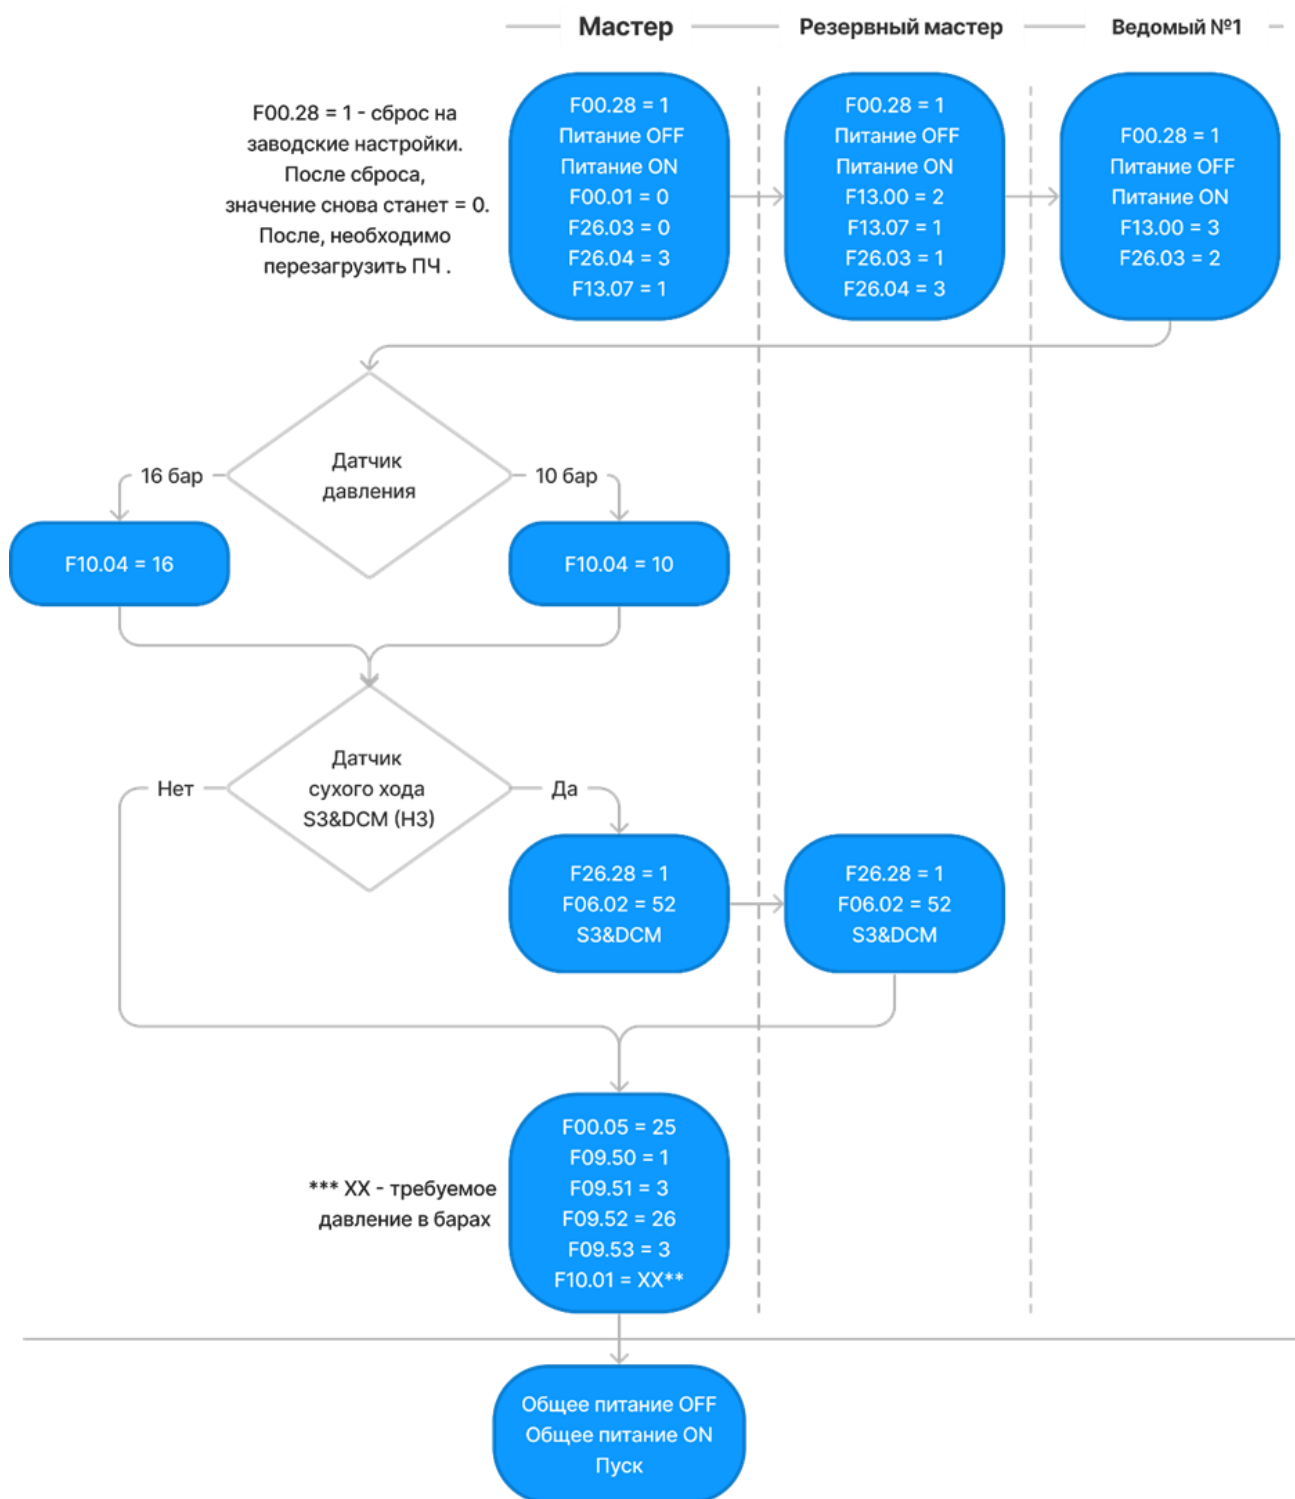 Мастер
Резервный мастер
Ведомый №1
F00.28 = 1 - сброс на
заводские настройки.
После сброса,
значение снова станет = 0.
После, необходимо
перезагрузить ПЧ .
F00.28 = 1
Питание OFF
Питание ON
F00.01 = 0
F26.03 = 0
F26.04 = 3
F13.07 = 1
F00.28 = 1
Питание OFF
Питание ON
F13.00 = 2
F13.07 = 1
F26.03 = 1
F26.04 = 3
F00.28 = 1
Питание OFF
Питание ON
F13.00 = 3
F26.03 = 2
Датчик
давления
16 бар
10 бар
F10.04 = 16
F10.04 = 10
Датчик
сухого хода
S3&DCM (НЗ)
Нет
Да
F26.28 = 1
F06.02 = 52
S3&DCM
F26.28 = 1
F06.02 = 52
S3&DCM
*** XX - требуемое
давление в барах
F00.05 = 25
F09.50 = 1
F09.51 = 3
F09.52 = 26
F09.53 = 3
F10.01 = XX**
Общее питание OFF
Общее питание ON
Пуск